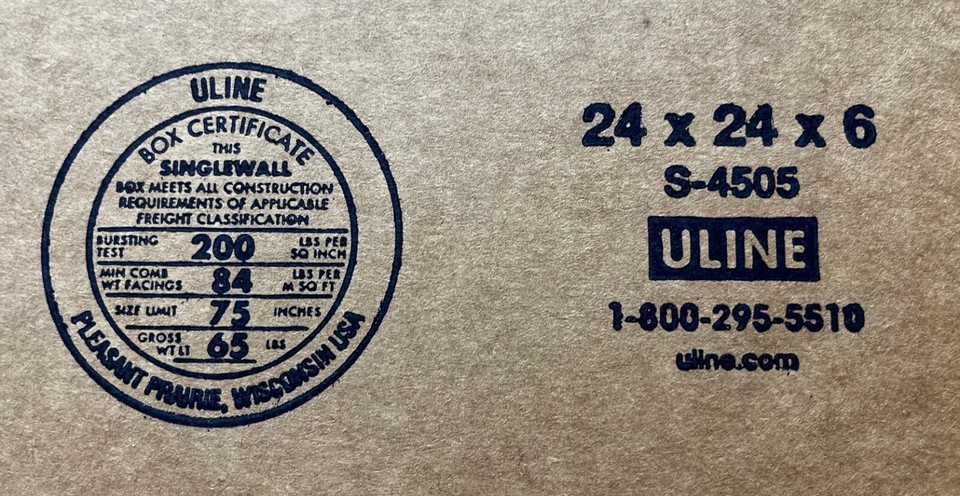 ULINE
BOX CERTIFICATE
THIS
SINGLEWALL
BOX MEETS ALL CONSTRUCTION
REQUIREMENTS OF APPLICABLE
FREIGHT CLASSIFICATION
BURSTING TEST 200 LBS PER SQ INCH
MIN COMB WT FACINGS 84 LBS PER M SQ FT
SIZE LIMIT 75 INCHES
GROSS WT LT 65 LBS
PLEASANT PRAIRIE, WISCONSIN USA
24 x 24 x 6
S-4505
ULINE
1-800-295-5510
uline.com